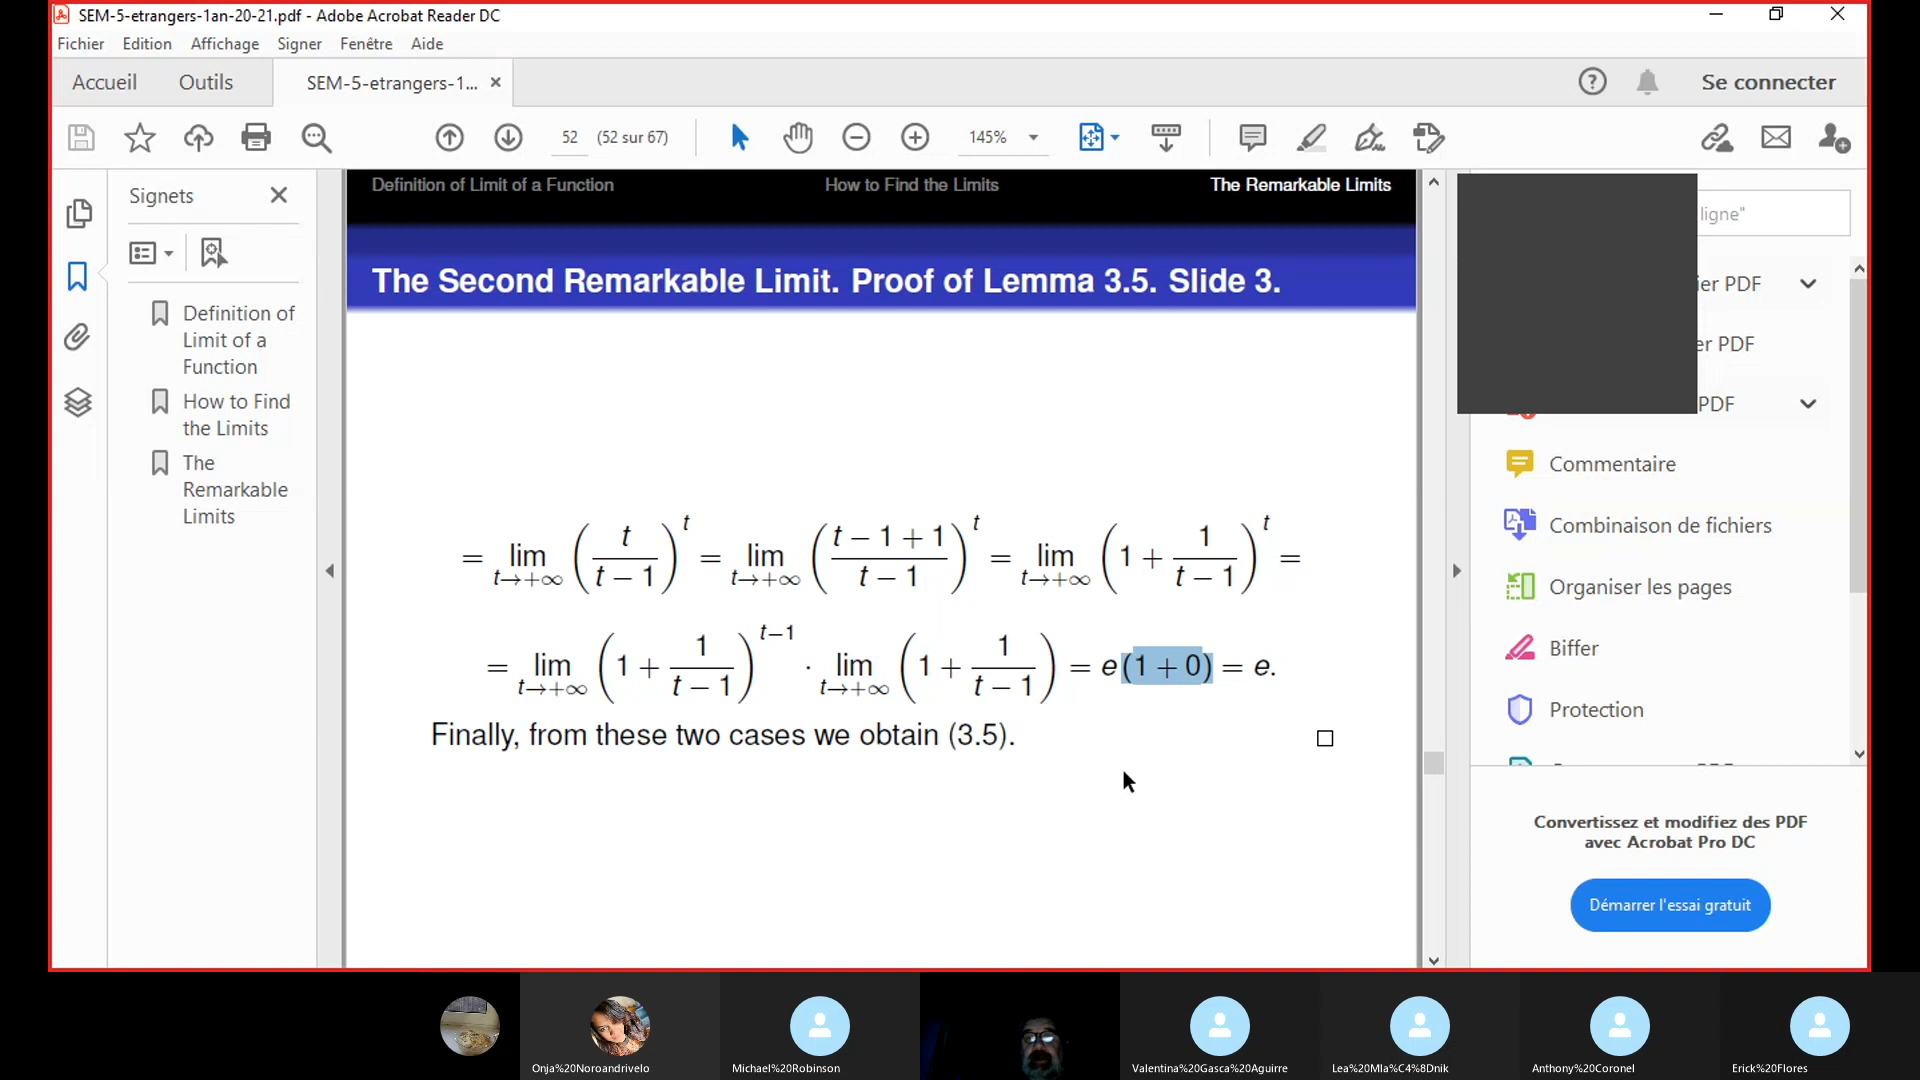 SEM-5-etrangers-1an-20-21.pdf - Adobe Acrobat Reader DC
Fichier Edition Affichage Signer Fenêtre Aide
Accueil Outils SEM-5-etrangers-1... Se connecter
52 (52 sur 67) 145%
Signets
Definition of
Limit of a
Function
How to Find
the Limits
The
Remarkable
Limits
Definition of Limit of a Function How to Find the Limits The Remarkable Limits
The Second Remarkable Limit. Proof of Lemma 3.5. Slide 3.
= lim_{t→+∞} (t/(t − 1))^t = lim_{t→+∞} ((t − 1 + 1)/(t − 1))^t = lim_{t→+∞} (1 + 1/(t − 1))^t =
= lim_{t→+∞} (1 + 1/(t − 1))^{t−1} · lim_{t→+∞} (1 + 1/(t − 1)) = e(1 + 0) = e.
Finally, from these two cases we obtain (3.5). □
ligne"
ier PDF
er PDF
PDF
Commentaire
Combinaison de fichiers
Organiser les pages
Biffer
Protection
Convertissez et modifiez des PDF
avec Acrobat Pro DC
Démarrer l'essai gratuit
Onja%20Noroandrivelo Michael%20Robinson Valentina%20Gasca%20Aguirre Lea%20Mla%C4%8Dnik Anthony%20Coronel Erick%20Flores